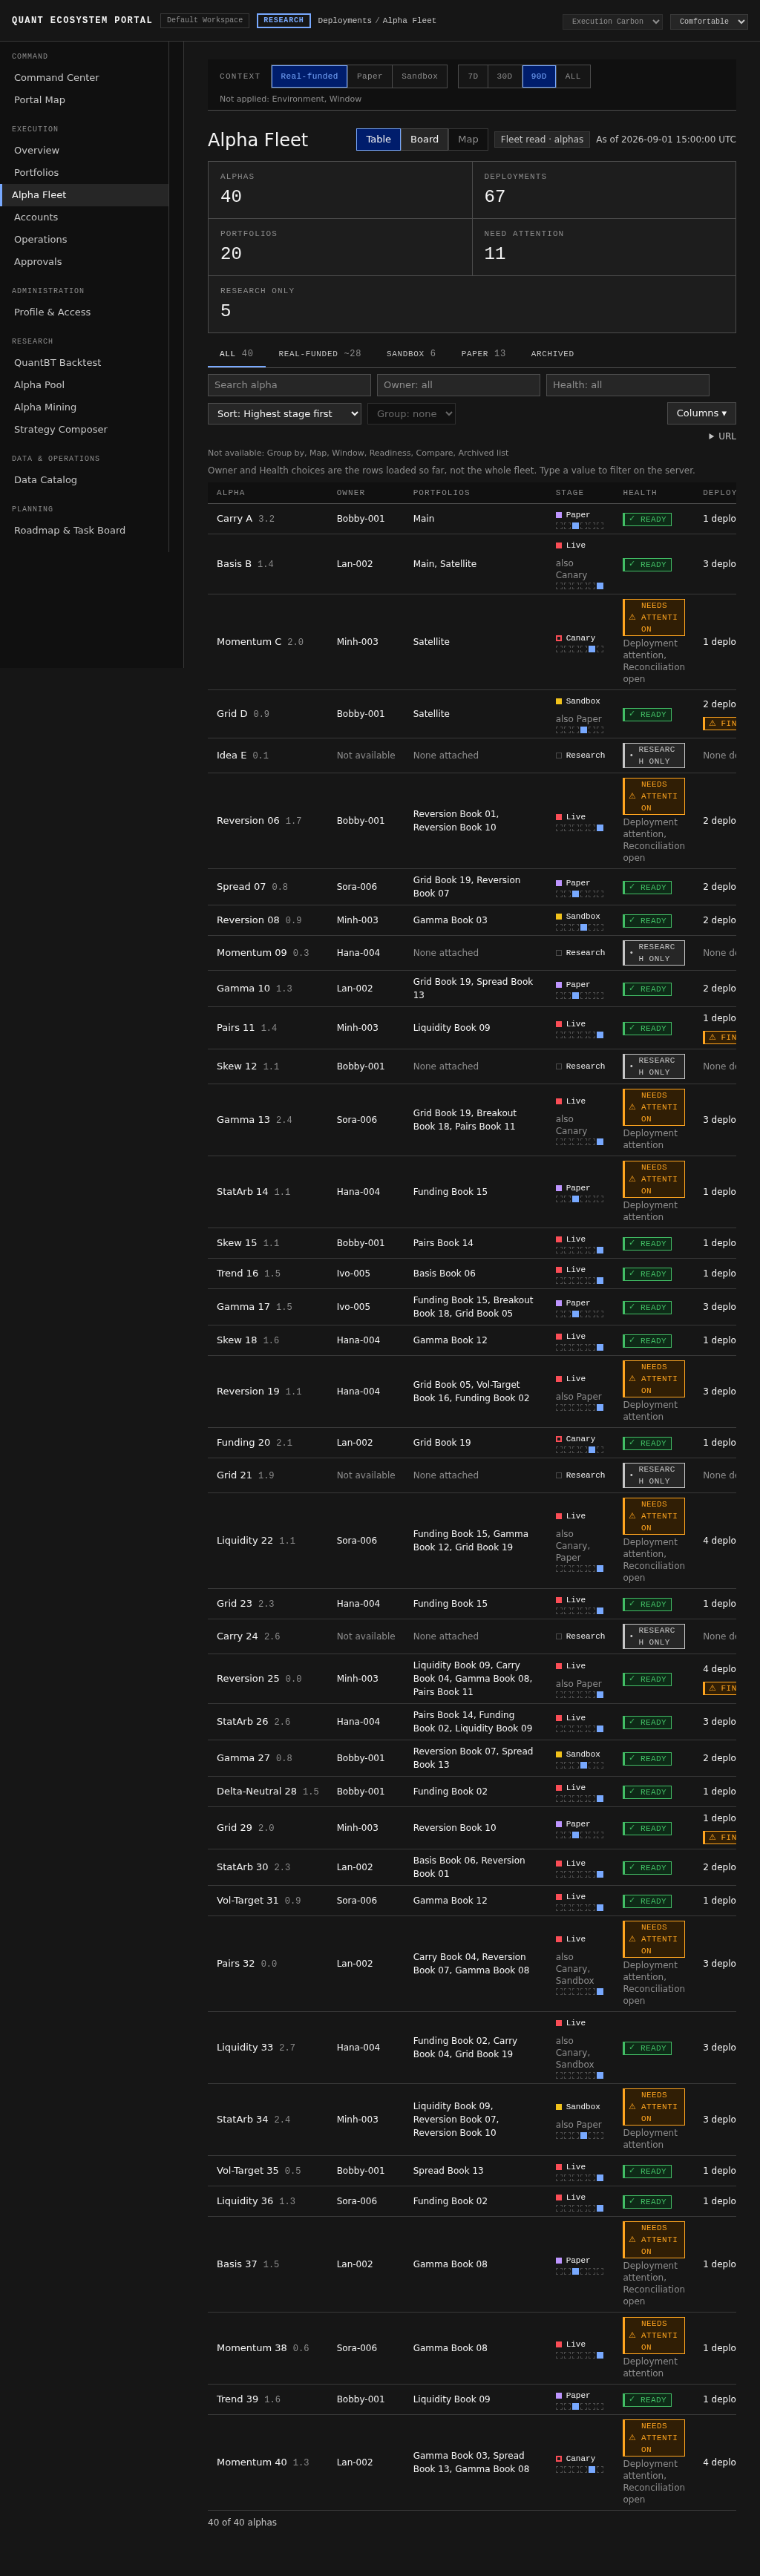 QUANT ECOSYSTEM PORTAL Default Workspace RESEARCH Deployments / Alpha Fleet Execution Carbon Comfortable
COMMAND
Command Center
Portal Map
EXECUTION
Overview
Portfolios
Alpha Fleet
Accounts
Operations
Approvals
ADMINISTRATION
Profile & Access
RESEARCH
QuantBT Backtest
Alpha Pool
Alpha Mining
Strategy Composer
DATA & OPERATIONS
Data Catalog
PLANNING
Roadmap & Task Board
CONTEXT Real-funded Paper Sandbox 7D 30D 90D ALL
Not applied: Environment, Window
Alpha Fleet Table Board Map Fleet read · alphas As of 2026-09-01 15:00:00 UTC
ALPHAS
40
DEPLOYMENTS
67
PORTFOLIOS
20
NEED ATTENTION
11
RESEARCH ONLY
5
ALL 40 REAL-FUNDED ~28 SANDBOX 6 PAPER 13 ARCHIVED
Search alpha Owner: all Health: all
Sort: Highest stage first Group: none Columns ▾
▶ URL
Not available: Group by, Map, Window, Readiness, Compare, Archived list
Owner and Health choices are the rows loaded so far, not the whole fleet. Type a value to filter on the server.
ALPHA OWNER PORTFOLIOS STAGE HEALTH DEPLOY
Carry A 3.2 Bobby-001 Main Paper ✓ READY 1 deplo
Basis B 1.4 Lan-002 Main, Satellite Live
also
Canary
✓ READY 3 deplo
Momentum C 2.0 Minh-003 Satellite Canary
⚠ NEEDS
ATTENTI
ON
Deployment
attention,
Reconciliation
open
1 deplo
Grid D 0.9 Bobby-001 Satellite Sandbox
also Paper
✓ READY 2 deplo
⚠ FIN
Idea E 0.1 Not available None attached Research
• RESEARC
H ONLY
None de
Reversion 06 1.7 Bobby-001 Reversion Book 01,
Reversion Book 10
Live
⚠ NEEDS
ATTENTI
ON
Deployment
attention,
Reconciliation
open
2 deplo
Spread 07 0.8 Sora-006 Grid Book 19, Reversion
Book 07
Paper ✓ READY 2 deplo
Reversion 08 0.9 Minh-003 Gamma Book 03 Sandbox ✓ READY 2 deplo
Momentum 09 0.3 Hana-004 None attached Research
• RESEARC
H ONLY
None de
Gamma 10 1.3 Lan-002 Grid Book 19, Spread Book
13
Paper ✓ READY 2 deplo
Pairs 11 1.4 Minh-003 Liquidity Book 09 Live ✓ READY 1 deplo
⚠ FIN
Skew 12 1.1 Bobby-001 None attached Research
• RESEARC
H ONLY
None de
Gamma 13 2.4 Sora-006 Grid Book 19, Breakout
Book 18, Pairs Book 11
Live
also
Canary
⚠ NEEDS
ATTENTI
ON
Deployment
attention
3 deplo
StatArb 14 1.1 Hana-004 Funding Book 15 Paper
⚠ NEEDS
ATTENTI
ON
Deployment
attention
1 deplo
Skew 15 1.1 Bobby-001 Pairs Book 14 Live ✓ READY 1 deplo
Trend 16 1.5 Ivo-005 Basis Book 06 Live ✓ READY 1 deplo
Gamma 17 1.5 Ivo-005 Funding Book 15, Breakout
Book 18, Grid Book 05
Paper ✓ READY 3 deplo
Skew 18 1.6 Hana-004 Gamma Book 12 Live ✓ READY 1 deplo
Reversion 19 1.1 Hana-004 Grid Book 05, Vol-Target
Book 16, Funding Book 02
Live
also Paper
⚠ NEEDS
ATTENTI
ON
Deployment
attention
3 deplo
Funding 20 2.1 Lan-002 Grid Book 19 Canary ✓ READY 1 deplo
Grid 21 1.9 Not available None attached Research
• RESEARC
H ONLY
None de
Liquidity 22 1.1 Sora-006 Funding Book 15, Gamma
Book 12, Grid Book 19
Live
also
Canary,
Paper
⚠ NEEDS
ATTENTI
ON
Deployment
attention,
Reconciliation
open
4 deplo
Grid 23 2.3 Hana-004 Funding Book 15 Live ✓ READY 1 deplo
Carry 24 2.6 Not available None attached Research
• RESEARC
H ONLY
None de
Reversion 25 0.0 Minh-003 Liquidity Book 09, Carry
Book 04, Gamma Book 08,
Pairs Book 11
Live
also Paper
✓ READY 4 deplo
⚠ FIN
StatArb 26 2.6 Hana-004 Pairs Book 14, Funding
Book 02, Liquidity Book 09
Live ✓ READY 3 deplo
Gamma 27 0.8 Bobby-001 Reversion Book 07, Spread
Book 13
Sandbox ✓ READY 2 deplo
Delta-Neutral 28 1.5 Bobby-001 Funding Book 02 Live ✓ READY 1 deplo
Grid 29 2.0 Minh-003 Reversion Book 10 Paper ✓ READY 1 deplo
⚠ FIN
StatArb 30 2.3 Lan-002 Basis Book 06, Reversion
Book 01
Live ✓ READY 2 deplo
Vol-Target 31 0.9 Sora-006 Gamma Book 12 Live ✓ READY 1 deplo
Pairs 32 0.0 Lan-002 Carry Book 04, Reversion
Book 07, Gamma Book 08
Live
also
Canary,
Sandbox
⚠ NEEDS
ATTENTI
ON
Deployment
attention,
Reconciliation
open
3 deplo
Liquidity 33 2.7 Hana-004 Funding Book 02, Carry
Book 04, Grid Book 19
Live
also
Canary,
Sandbox
✓ READY 3 deplo
StatArb 34 2.4 Minh-003 Liquidity Book 09,
Reversion Book 07,
Reversion Book 10
Sandbox
also Paper
⚠ NEEDS
ATTENTI
ON
Deployment
attention
3 deplo
Vol-Target 35 0.5 Bobby-001 Spread Book 13 Live ✓ READY 1 deplo
Liquidity 36 1.3 Sora-006 Funding Book 02 Live ✓ READY 1 deplo
Basis 37 1.5 Lan-002 Gamma Book 08 Paper
⚠ NEEDS
ATTENTI
ON
Deployment
attention,
Reconciliation
open
1 deplo
Momentum 38 0.6 Sora-006 Gamma Book 08 Live
⚠ NEEDS
ATTENTI
ON
Deployment
attention
1 deplo
Trend 39 1.6 Bobby-001 Liquidity Book 09 Paper ✓ READY 1 deplo
Momentum 40 1.3 Lan-002 Gamma Book 03, Spread
Book 13, Gamma Book 08
Canary
⚠ NEEDS
ATTENTI
ON
Deployment
attention,
Reconciliation
open
4 deplo
40 of 40 alphas